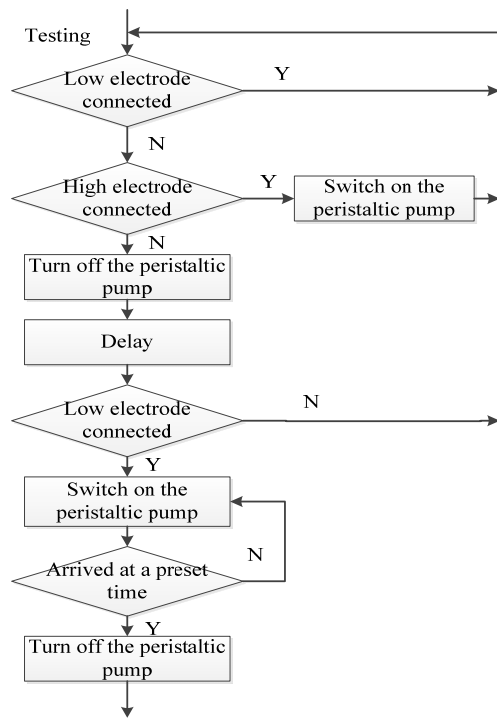 Testing
Low electrode
connected
Y
N
High electrode
connected
Y
Switch on the
peristaltic pump
N
Turn off the peristaltic
pump
Delay
Low electrode
connected
N
Y
Switch on the
peristaltic pump
N
Arrived at a preset
time
Y
Turn off the peristaltic
pump